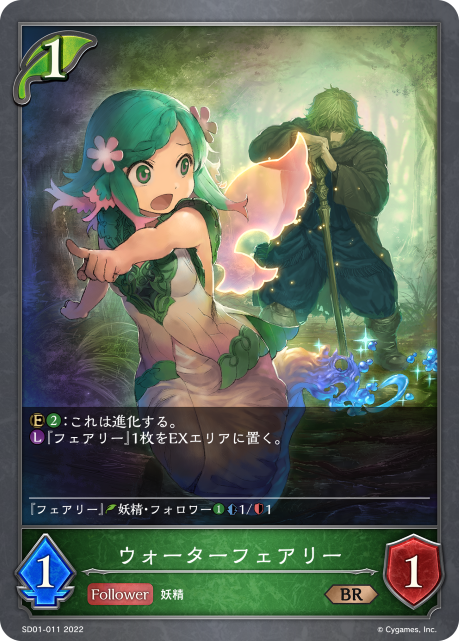 1
E 2:これは進化する。
L『フェアリー』1枚をEXエリアに置く。
『フェアリー』妖精・フォロワー 1 1/1
ウォーターフェアリー
1
1
Follower 妖精 BR
SD01-011 2022 © Cygames, Inc.